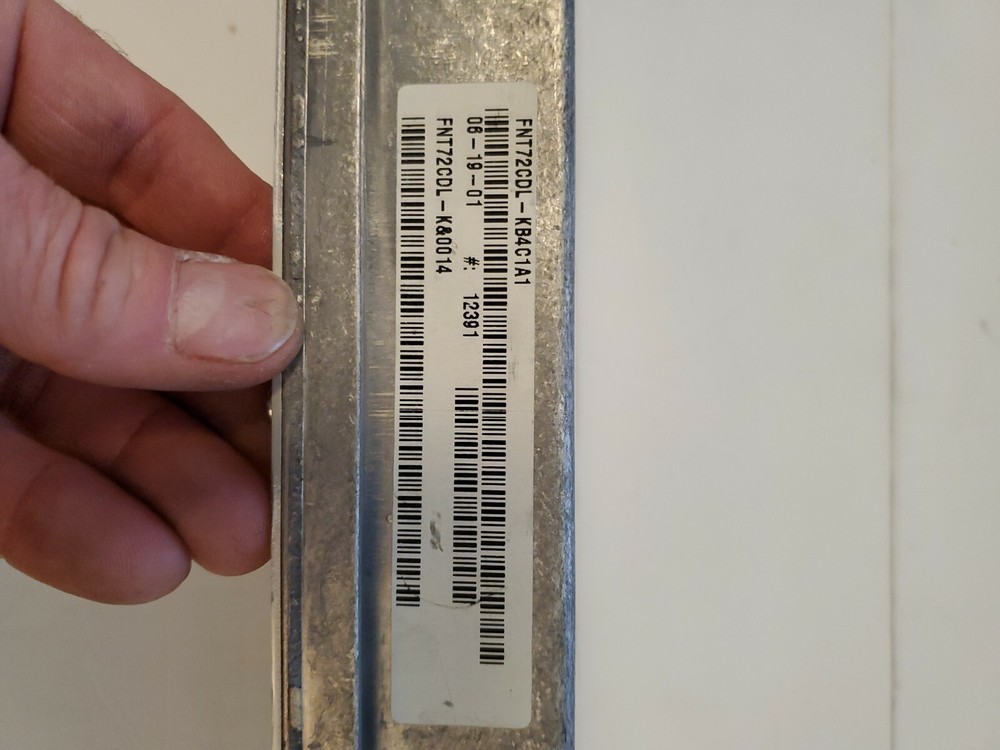 FNT72CDL-KB4C1A1
06-19-01 #: 12391
FNT72CDL-K&0014